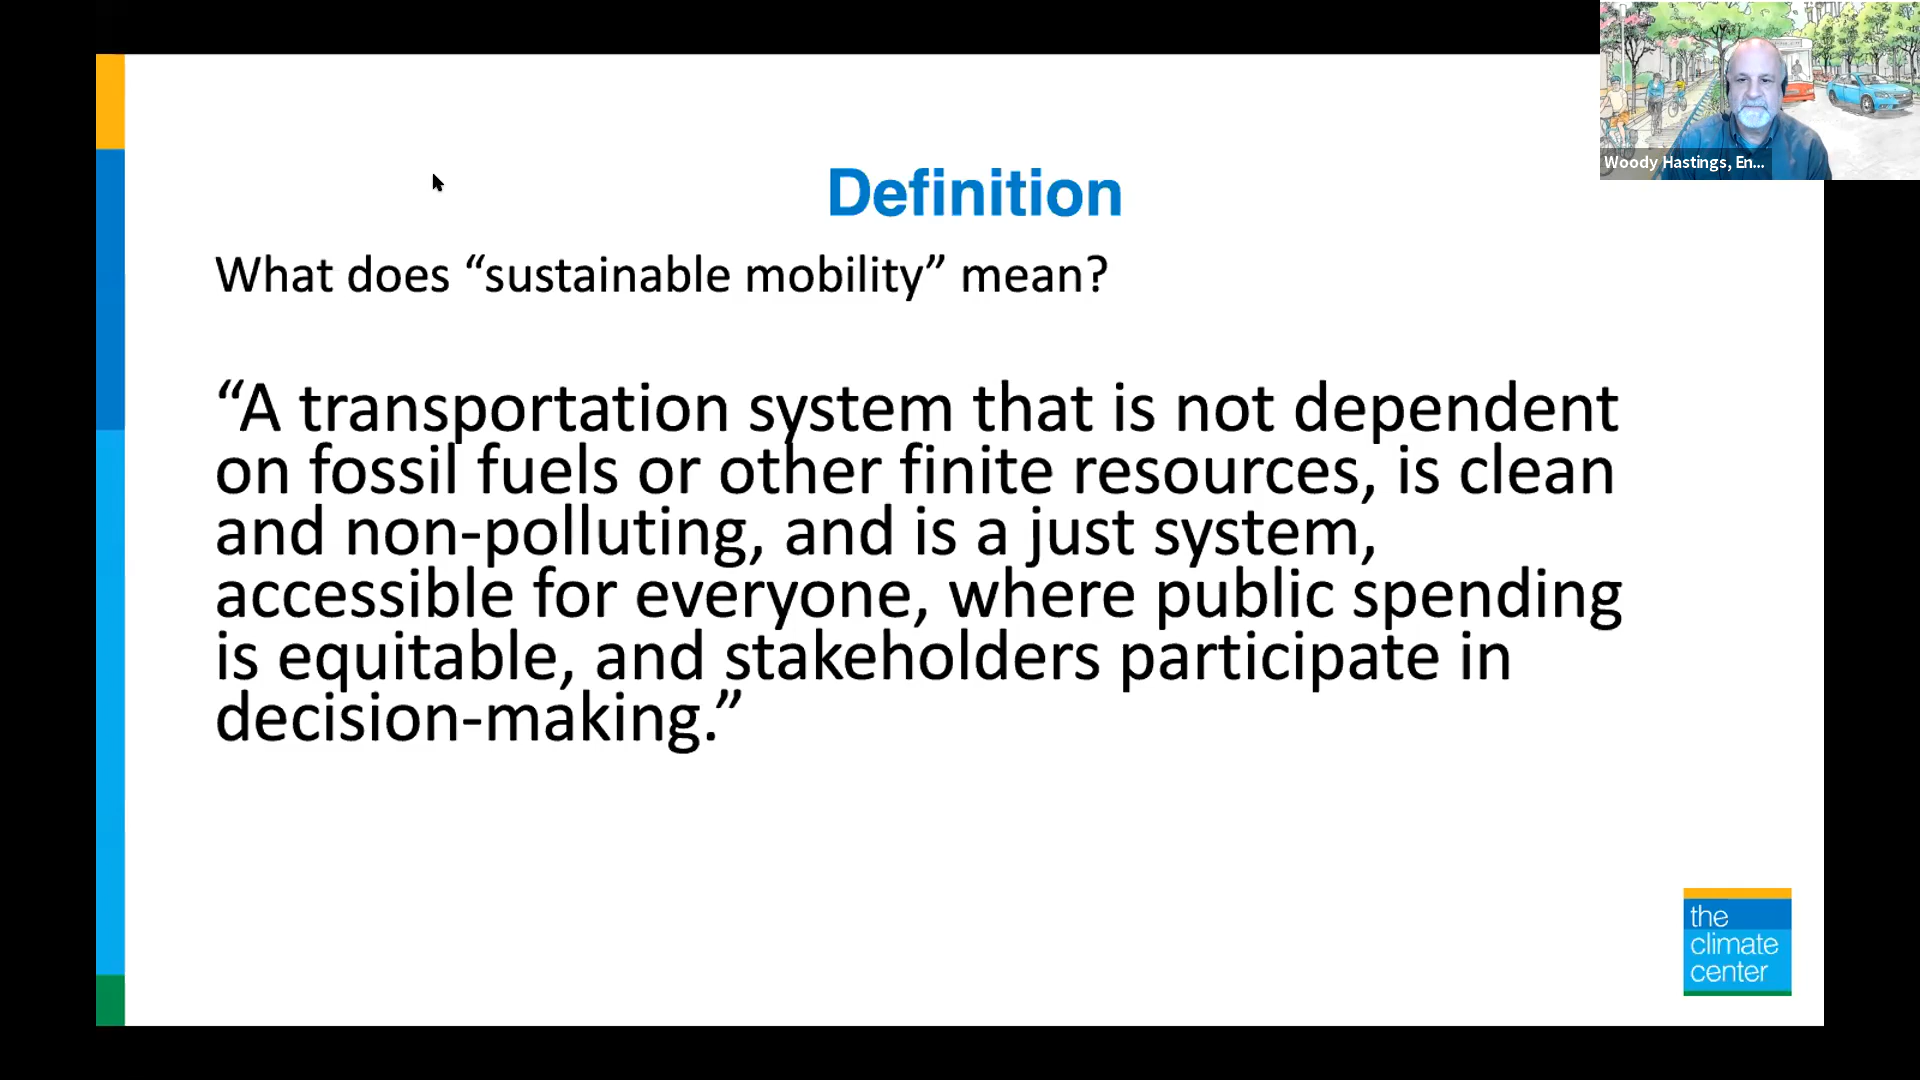 Woody Hastings, En...
Definition
What does “sustainable mobility” mean?
“A transportation system that is not dependent
on fossil fuels or other finite resources, is clean
and non-polluting, and is a just system,
accessible for everyone, where public spending
is equitable, and stakeholders participate in
decision-making.”
the
climate
center